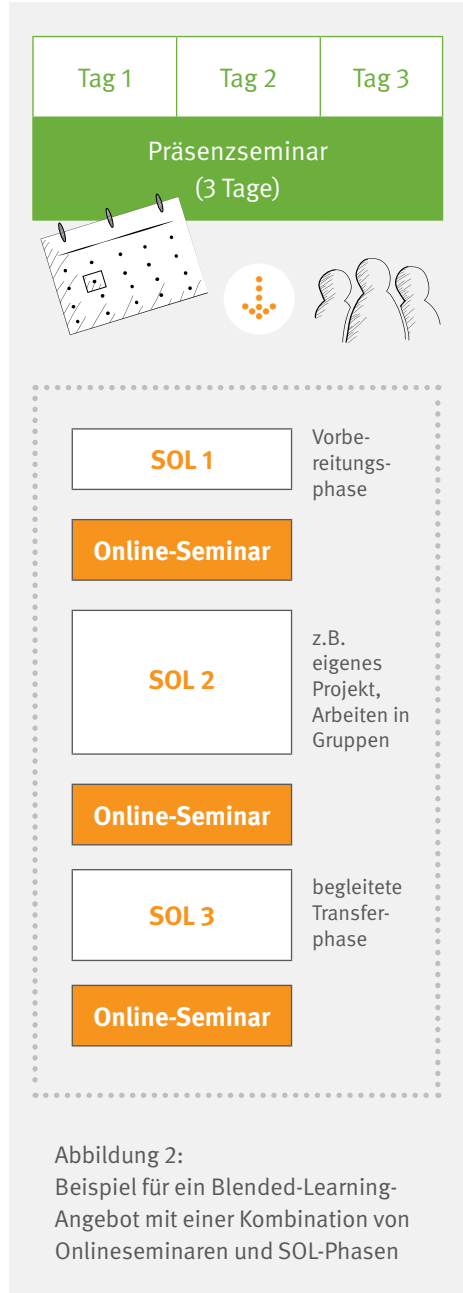 Tag 1 Tag 2 Tag 3
Präsenzseminar
(3 Tage)
SOL 1
Vorbe-
reitungs-
phase
Online-Seminar
SOL 2
z.B.
eigenes
Projekt,
Arbeiten in
Gruppen
Online-Seminar
SOL 3
begleitete
Transfer-
phase
Online-Seminar
Abbildung 2:
Beispiel für ein Blended-Learning-
Angebot mit einer Kombination von
Onlineseminaren und SOL-Phasen